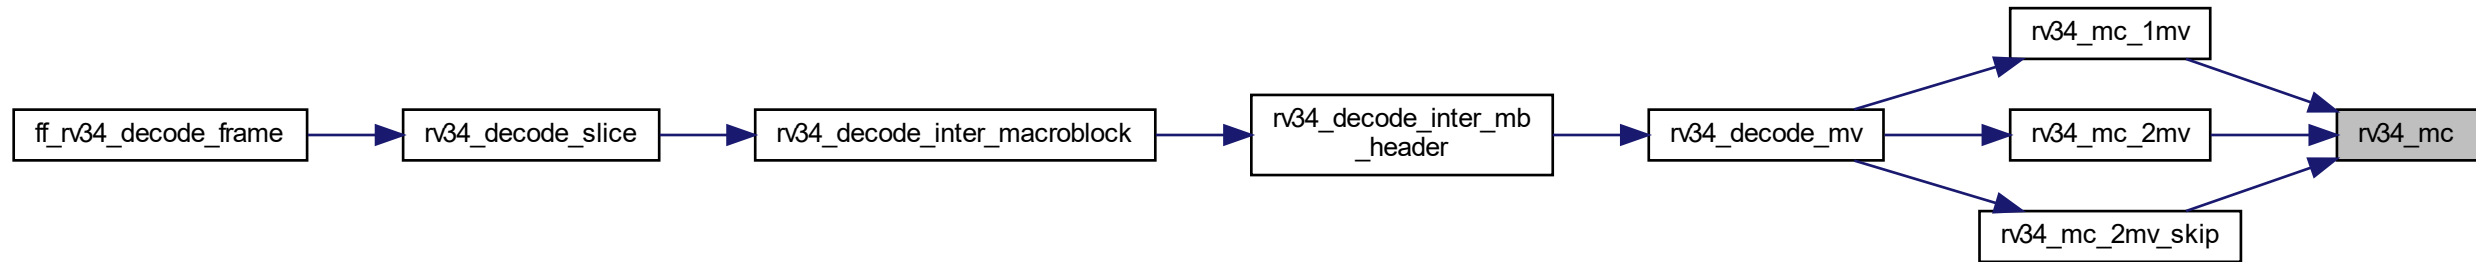 ff_rv34_decode_frame
rv34_decode_slice
rv34_decode_inter_macroblock
rv34_decode_inter_mb
_header
rv34_decode_mv
rv34_mc_1mv
rv34_mc_2mv
rv34_mc_2mv_skip
rv34_mc